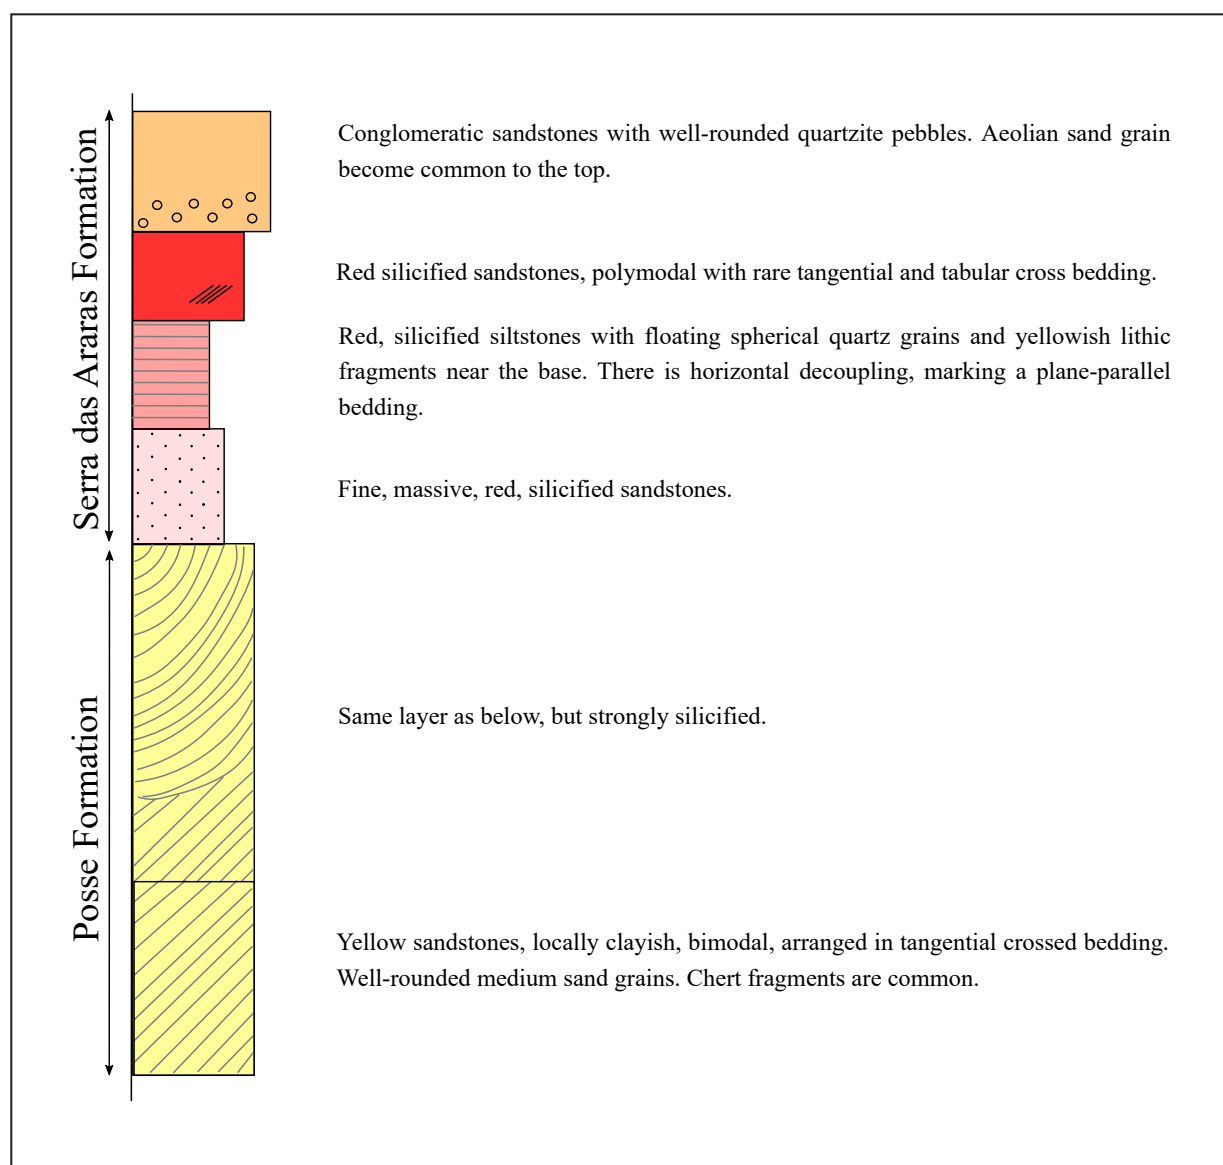 Serra das Araras Formation
Conglomeratic sandstones with well-rounded quartzite pebbles. Aeolian sand grain
become common to the top.
Red silicified sandstones, polymodal with rare tangential and tabular cross bedding.
Red, silicified siltstones with floating spherical quartz grains and yellowish lithic
fragments near the base. There is horizontal decoupling, marking a plane-parallel
bedding.
Fine, massive, red, silicified sandstones.
Posse Formation
Same layer as below, but strongly silicified.
Yellow sandstones, locally clayish, bimodal, arranged in tangential crossed bedding.
Well-rounded medium sand grains. Chert fragments are common.